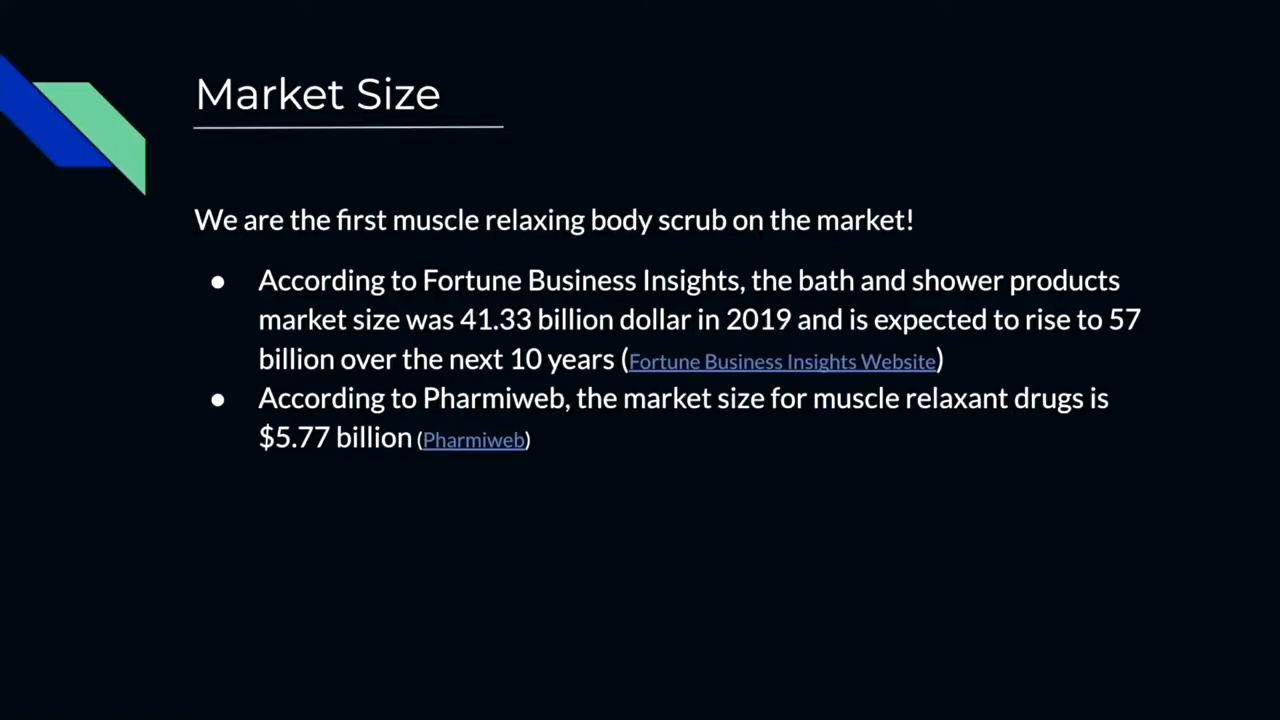 Market Size
We are the first muscle relaxing body scrub on the market!
● According to Fortune Business Insights, the bath and shower products
market size was 41.33 billion dollar in 2019 and is expected to rise to 57
billion over the next 10 years (Fortune Business Insights Website)
● According to Pharmiweb, the market size for muscle relaxant drugs is
$5.77 billion (Pharmiweb)